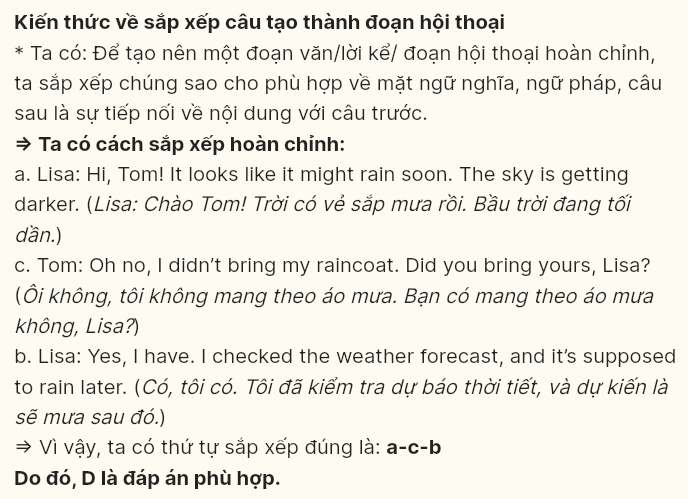 Kiến thức về sắp xếp câu tạo thành đoạn hội thoại
* Ta có: Để tạo nên một đoạn văn/lời kể/ đoạn hội thoại hoàn chỉnh,
ta sắp xếp chúng sao cho phù hợp về mặt ngữ nghĩa, ngữ pháp, câu
sau là sự tiếp nối về nội dung với câu trước.
⇒ Ta có cách sắp xếp hoàn chỉnh:
a. Lisa: Hi, Tom! It looks like it might rain soon. The sky is getting
darker. (Lisa: Chào Tom! Trời có vẻ sắp mưa rồi. Bầu trời đang tối
dần.)
c. Tom: Oh no, I didn’t bring my raincoat. Did you bring yours, Lisa?
(Ôi không, tôi không mang theo áo mưa. Bạn có mang theo áo mưa
không, Lisa?)
b. Lisa: Yes, I have. I checked the weather forecast, and it’s supposed
to rain later. (Có, tôi có. Tôi đã kiểm tra dự báo thời tiết, và dự kiến là
sẽ mưa sau đó.)
⇒ Vì vậy, ta có thứ tự sắp xếp đúng là: a-c-b
Do đó, D là đáp án phù hợp.